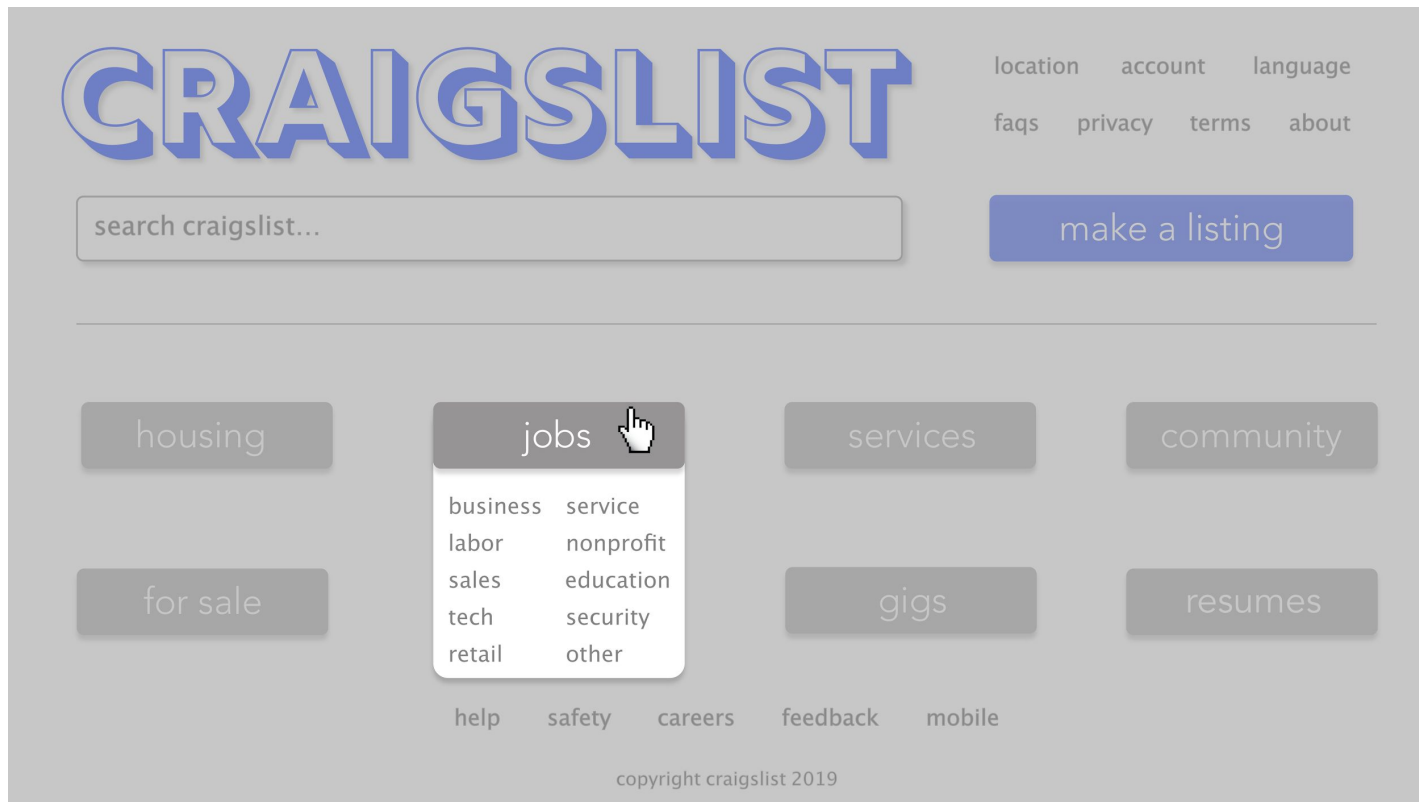 CRAIGSLIST
location account language
faqs privacy terms about
search craigslist...
make a listing
housing
jobs
services
community
business service
labor nonprofit
sales education
tech security
retail other
for sale
gigs
resumes
help safety careers feedback mobile
copyright craigslist 2019